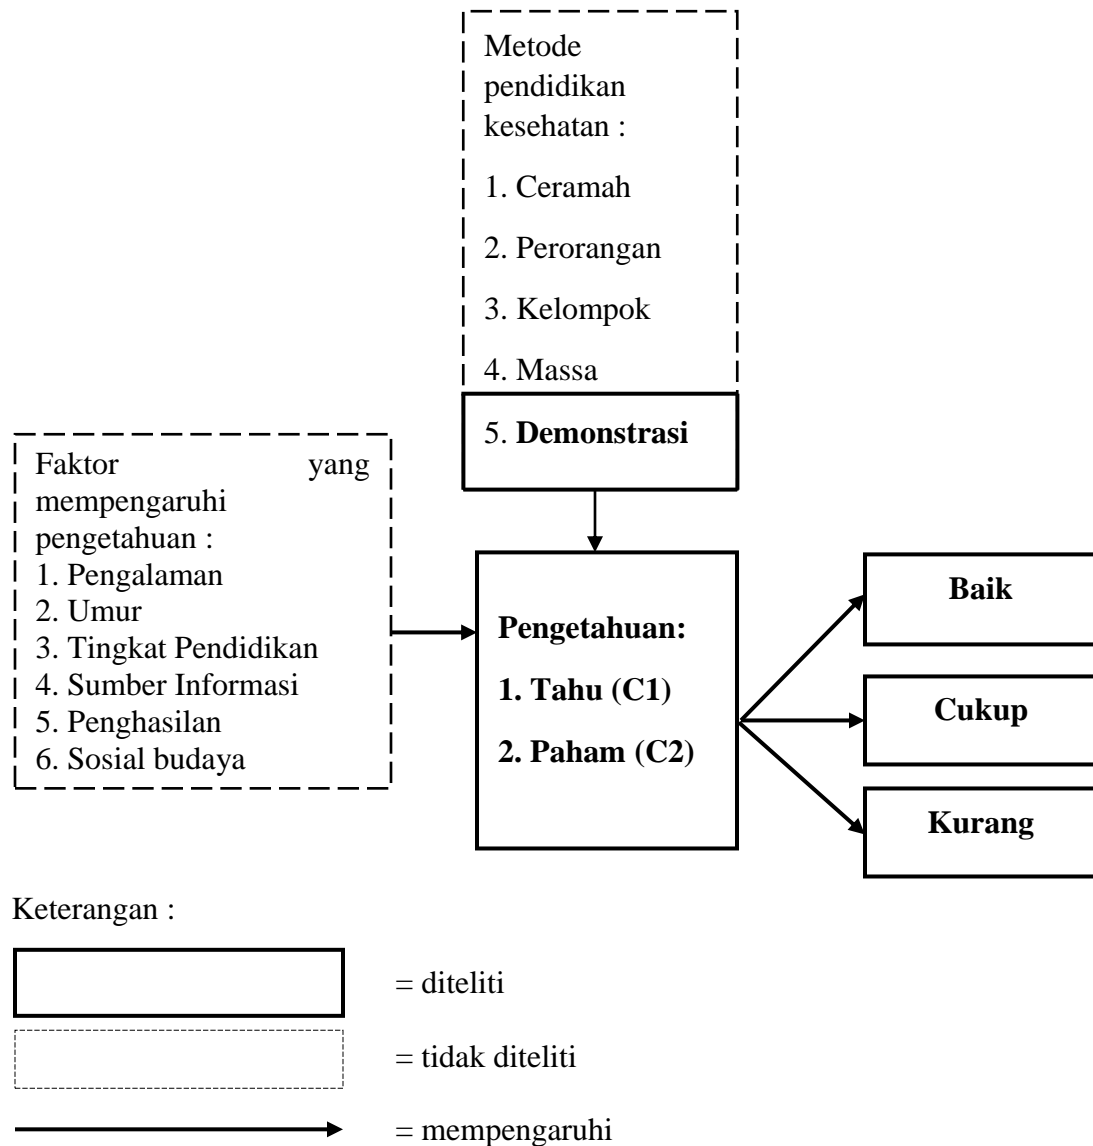 Metode
pendidikan
kesehatan :
1. Ceramah
2. Perorangan
3. Kelompok
4. Massa
5. Demonstrasi
Faktor yang
mempengaruhi
pengetahuan :
1. Pengalaman
2. Umur
3. Tingkat Pendidikan
4. Sumber Informasi
5. Penghasilan
6. Sosial budaya
Pengetahuan:
1. Tahu (C1)
2. Paham (C2)
Baik
Cukup
Kurang
Keterangan :
= diteliti
= tidak diteliti
= mempengaruhi